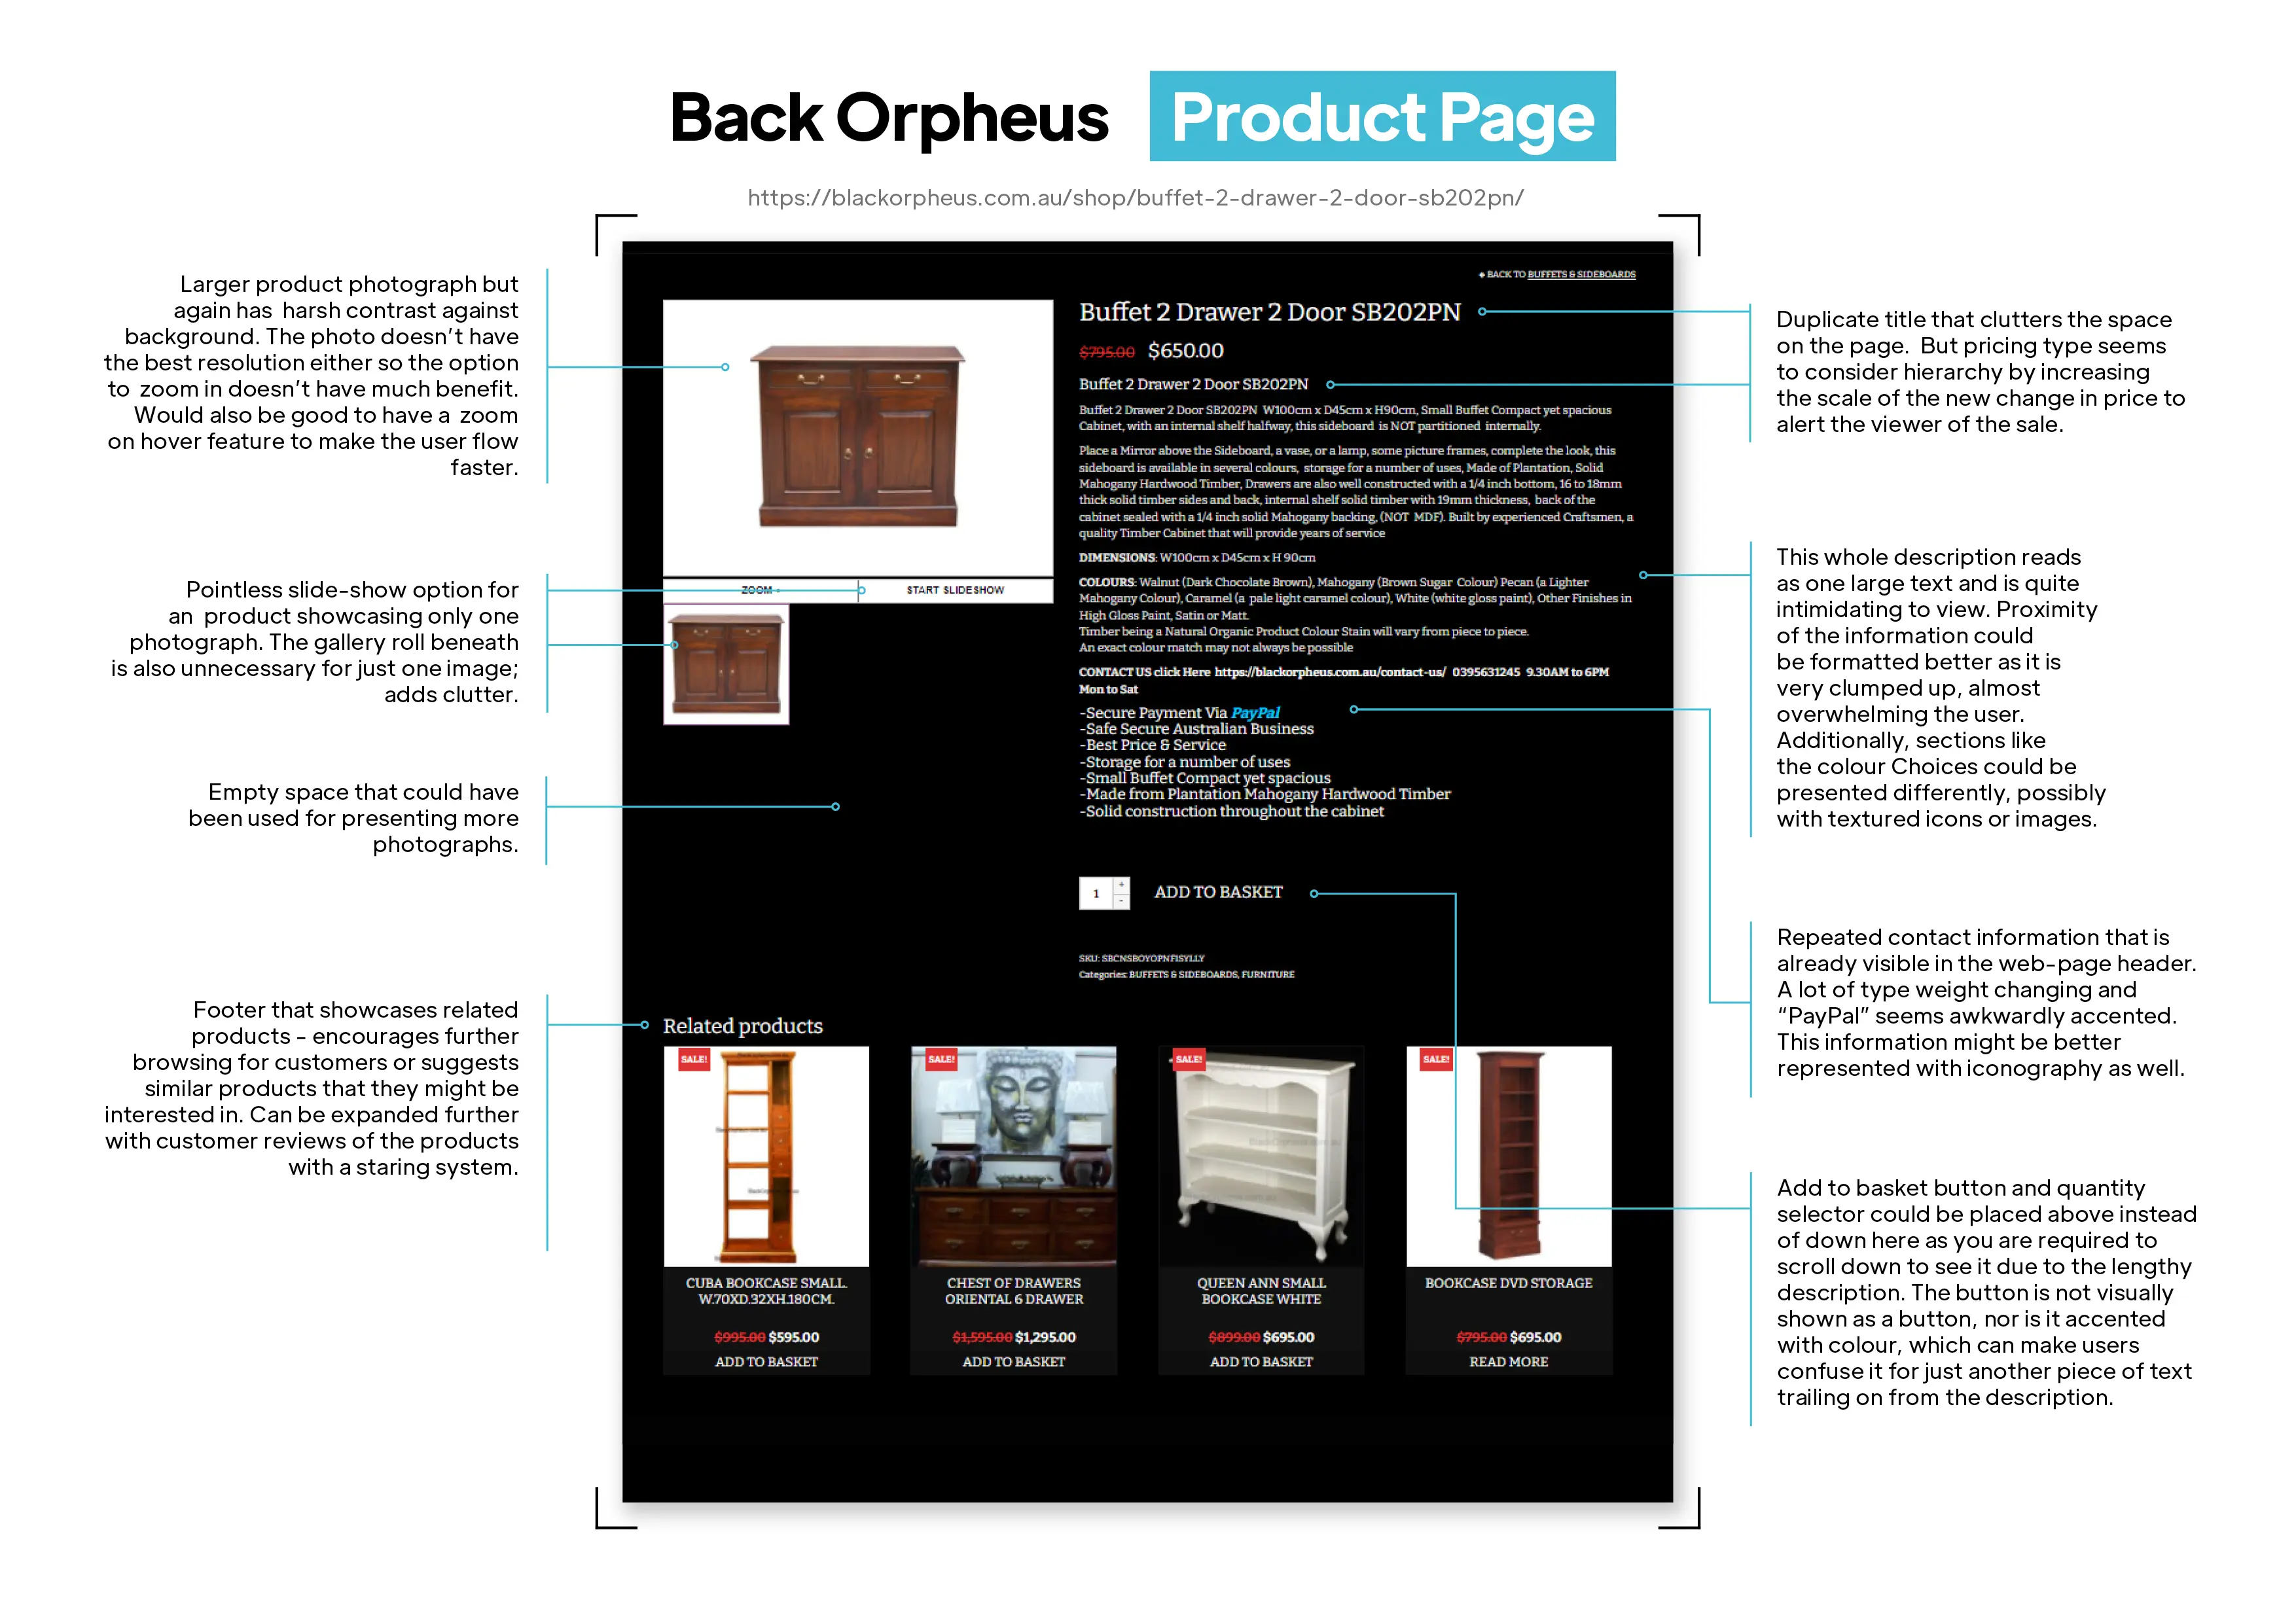 Back Orpheus Product Page
https://blackorpheus.com.au/shop/buffet-2-drawer-2-door-sb202pn/
Larger product photograph but
again has harsh contrast against
background. The photo doesn't have
the best resolution either so the option
to zoom in doesn't have much benefit.
Would also be good to have a zoom
on hover feature to make the user flow
faster.
Pointless slide-show option for
an product showcasing only one
photograph. The gallery roll beneath
is also unnecessary for just one image;
adds clutter.
Empty space that could have
been used for presenting more
photographs.
Footer that showcases related
products - encourages further
browsing for customers or suggests
similar products that they might be
interested in. Can be expanded further
with customer reviews of the products
with a staring system.
BACK TO BUFFETS & SIDEBOARDS
ZOOM +
START SLIDESHOW
Buffet 2 Drawer 2 Door SB202PN
$795.00 $650.00
Buffet 2 Drawer 2 Door SB202PN
Buffet 2 Drawer 2 Door SB202PN W100cm x D45cm x H90cm, Small Buffet Compact yet spacious
Cabinet, with an internal shelf halfway, this sideboard is NOT partitioned internally.
Place a Mirror above the Sideboard, a vase, or a lamp, some picture frames, complete the look, this
sideboard is available in several colours, storage for a number of uses, Made of Plantation, Solid
Mahogany Hardwood Timber, Drawers are also well constructed with a 1/4 inch bottom, 16 to 18mm
thick solid timber sides and back, internal shelf solid timber with 19mm thickness, back of the
cabinet sealed with a 1/4 inch solid Mahogany backing, (NOT MDF). Built by experienced Craftsmen, a
quality Timber Cabinet that will provide years of service
DIMENSIONS: W100cm x D45cm x H 90cm
COLOURS: Walnut (Dark Chocolate Brown), Mahogany (Brown Sugar Colour) Pecan (a Lighter
Mahogany Colour), Caramel (a pale light caramel colour), White (white gloss paint), Other Finishes in
High Gloss Paint, Satin or Matt.
Timber being a Natural Organic Product Colour Stain will vary from piece to piece.
An exact colour match may not always be possible
CONTACT US click Here https://blackorpheus.com.au/contact-us/ 0395631245 9.30AM to 6PM
Mon to Sat
-Secure Payment Via PayPal
-Safe Secure Australian Business
-Best Price & Service
-Storage for a number of uses
-Small Buffet Compact yet spacious
-Made from Plantation Mahogany Hardwood Timber
-Solid construction throughout the cabinet
1 + -
ADD TO BASKET
SKU: SBCNSBOYOPNFISYLLY
Categories: BUFFETS & SIDEBOARDS, FURNITURE
Related products
SALE!
CUBA BOOKCASE SMALL.
W.70XD.32XH.180CM.
$995.00 $595.00
ADD TO BASKET
SALE!
CHEST OF DRAWERS
ORIENTAL 6 DRAWER
$1,595.00 $1,295.00
ADD TO BASKET
SALE!
QUEEN ANN SMALL
BOOKCASE WHITE
$899.00 $695.00
ADD TO BASKET
SALE!
BOOKCASE DVD STORAGE
$795.00 $695.00
READ MORE
Duplicate title that clutters the space
on the page. But pricing type seems
to consider hierarchy by increasing
the scale of the new change in price to
alert the viewer of the sale.
This whole description reads
as one large text and is quite
intimidating to view. Proximity
of the information could
be formatted better as it is
very clumped up, almost
overwhelming the user.
Additionally, sections like
the colour Choices could be
presented differently, possibly
with textured icons or images.
Repeated contact information that is
already visible in the web-page header.
A lot of type weight changing and
“PayPal” seems awkwardly accented.
This information might be better
represented with iconography as well.
Add to basket button and quantity
selector could be placed above instead
of down here as you are required to
scroll down to see it due to the lengthy
description. The button is not visually
shown as a button, nor is it accented
with colour, which can make users
confuse it for just another piece of text
trailing on from the description.